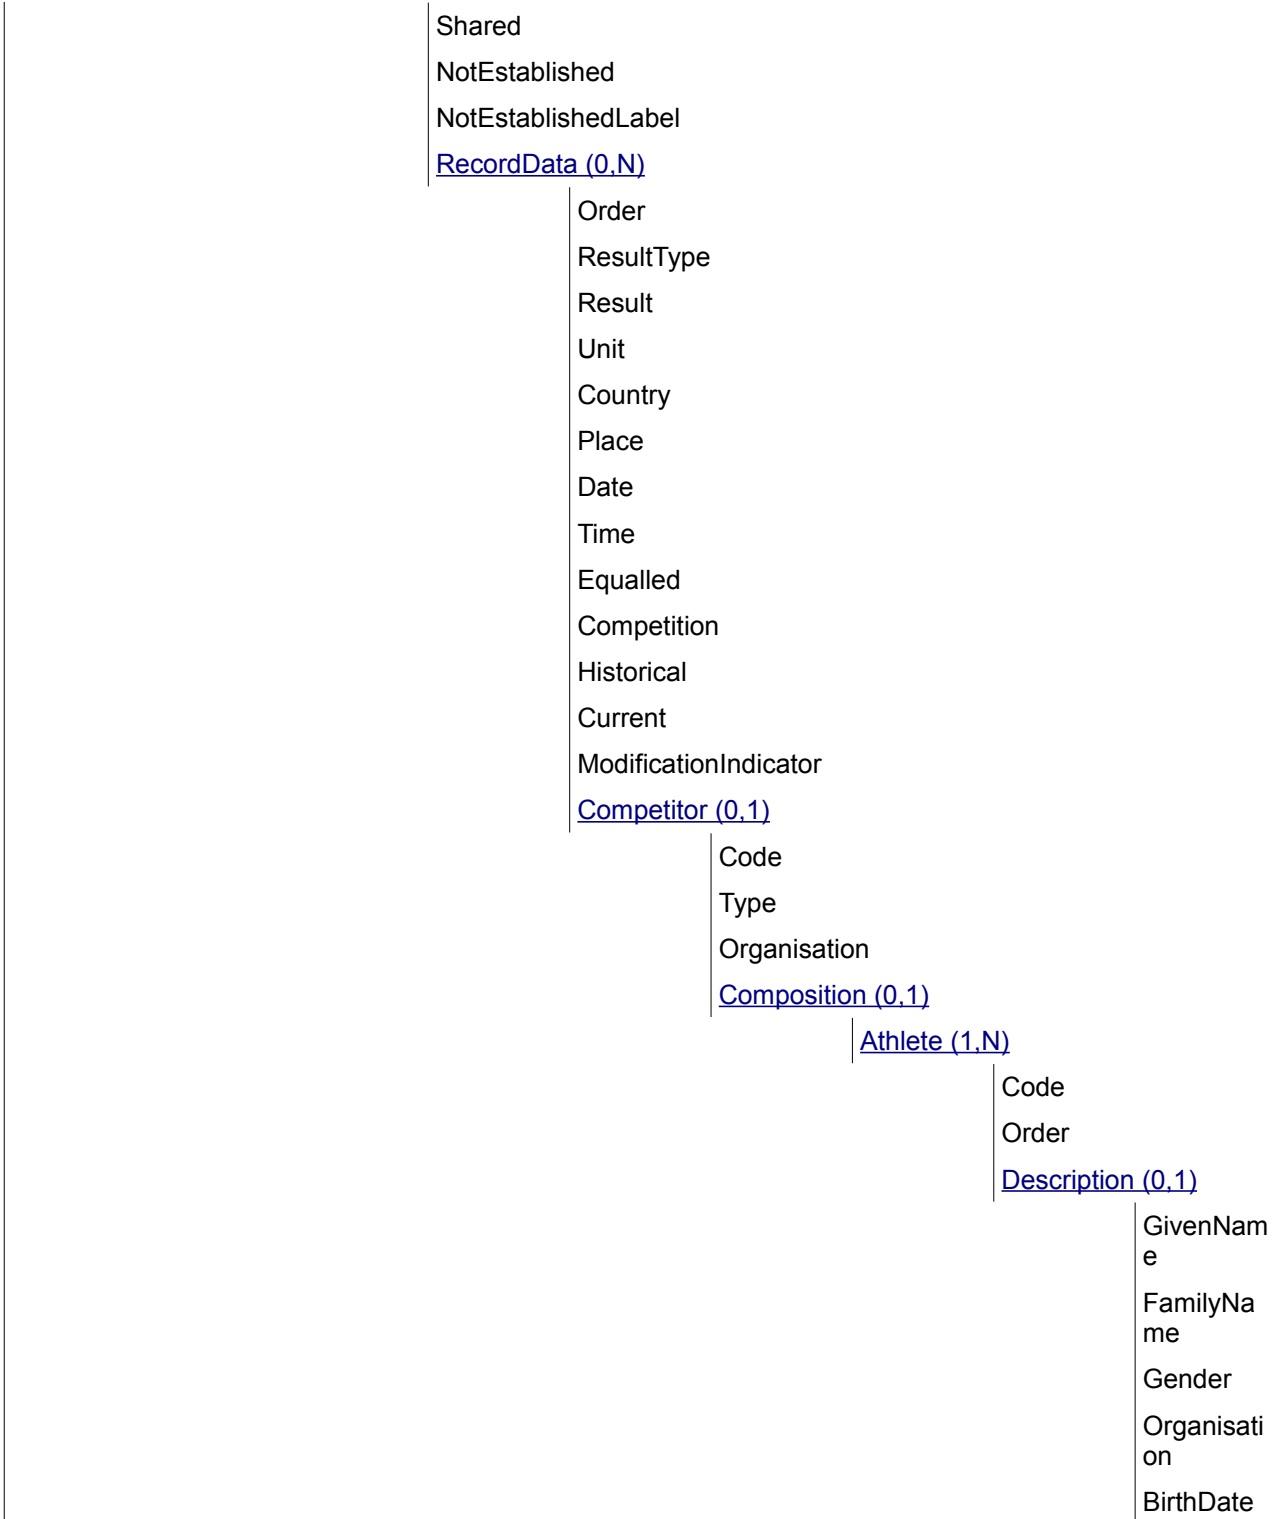 Shared
NotEstablished
NotEstablishedLabel
RecordData (0,N)
Order
ResultType
Result
Unit
Country
Place
Date
Time
Equalled
Competition
Historical
Current
ModificationIndicator
Competitor (0,1)
Code
Type
Organisation
Composition (0,1)
Athlete (1,N)
Code
Order
Description (0,1)
GivenNam
e
FamilyNa
me
Gender
Organisati
on
BirthDate